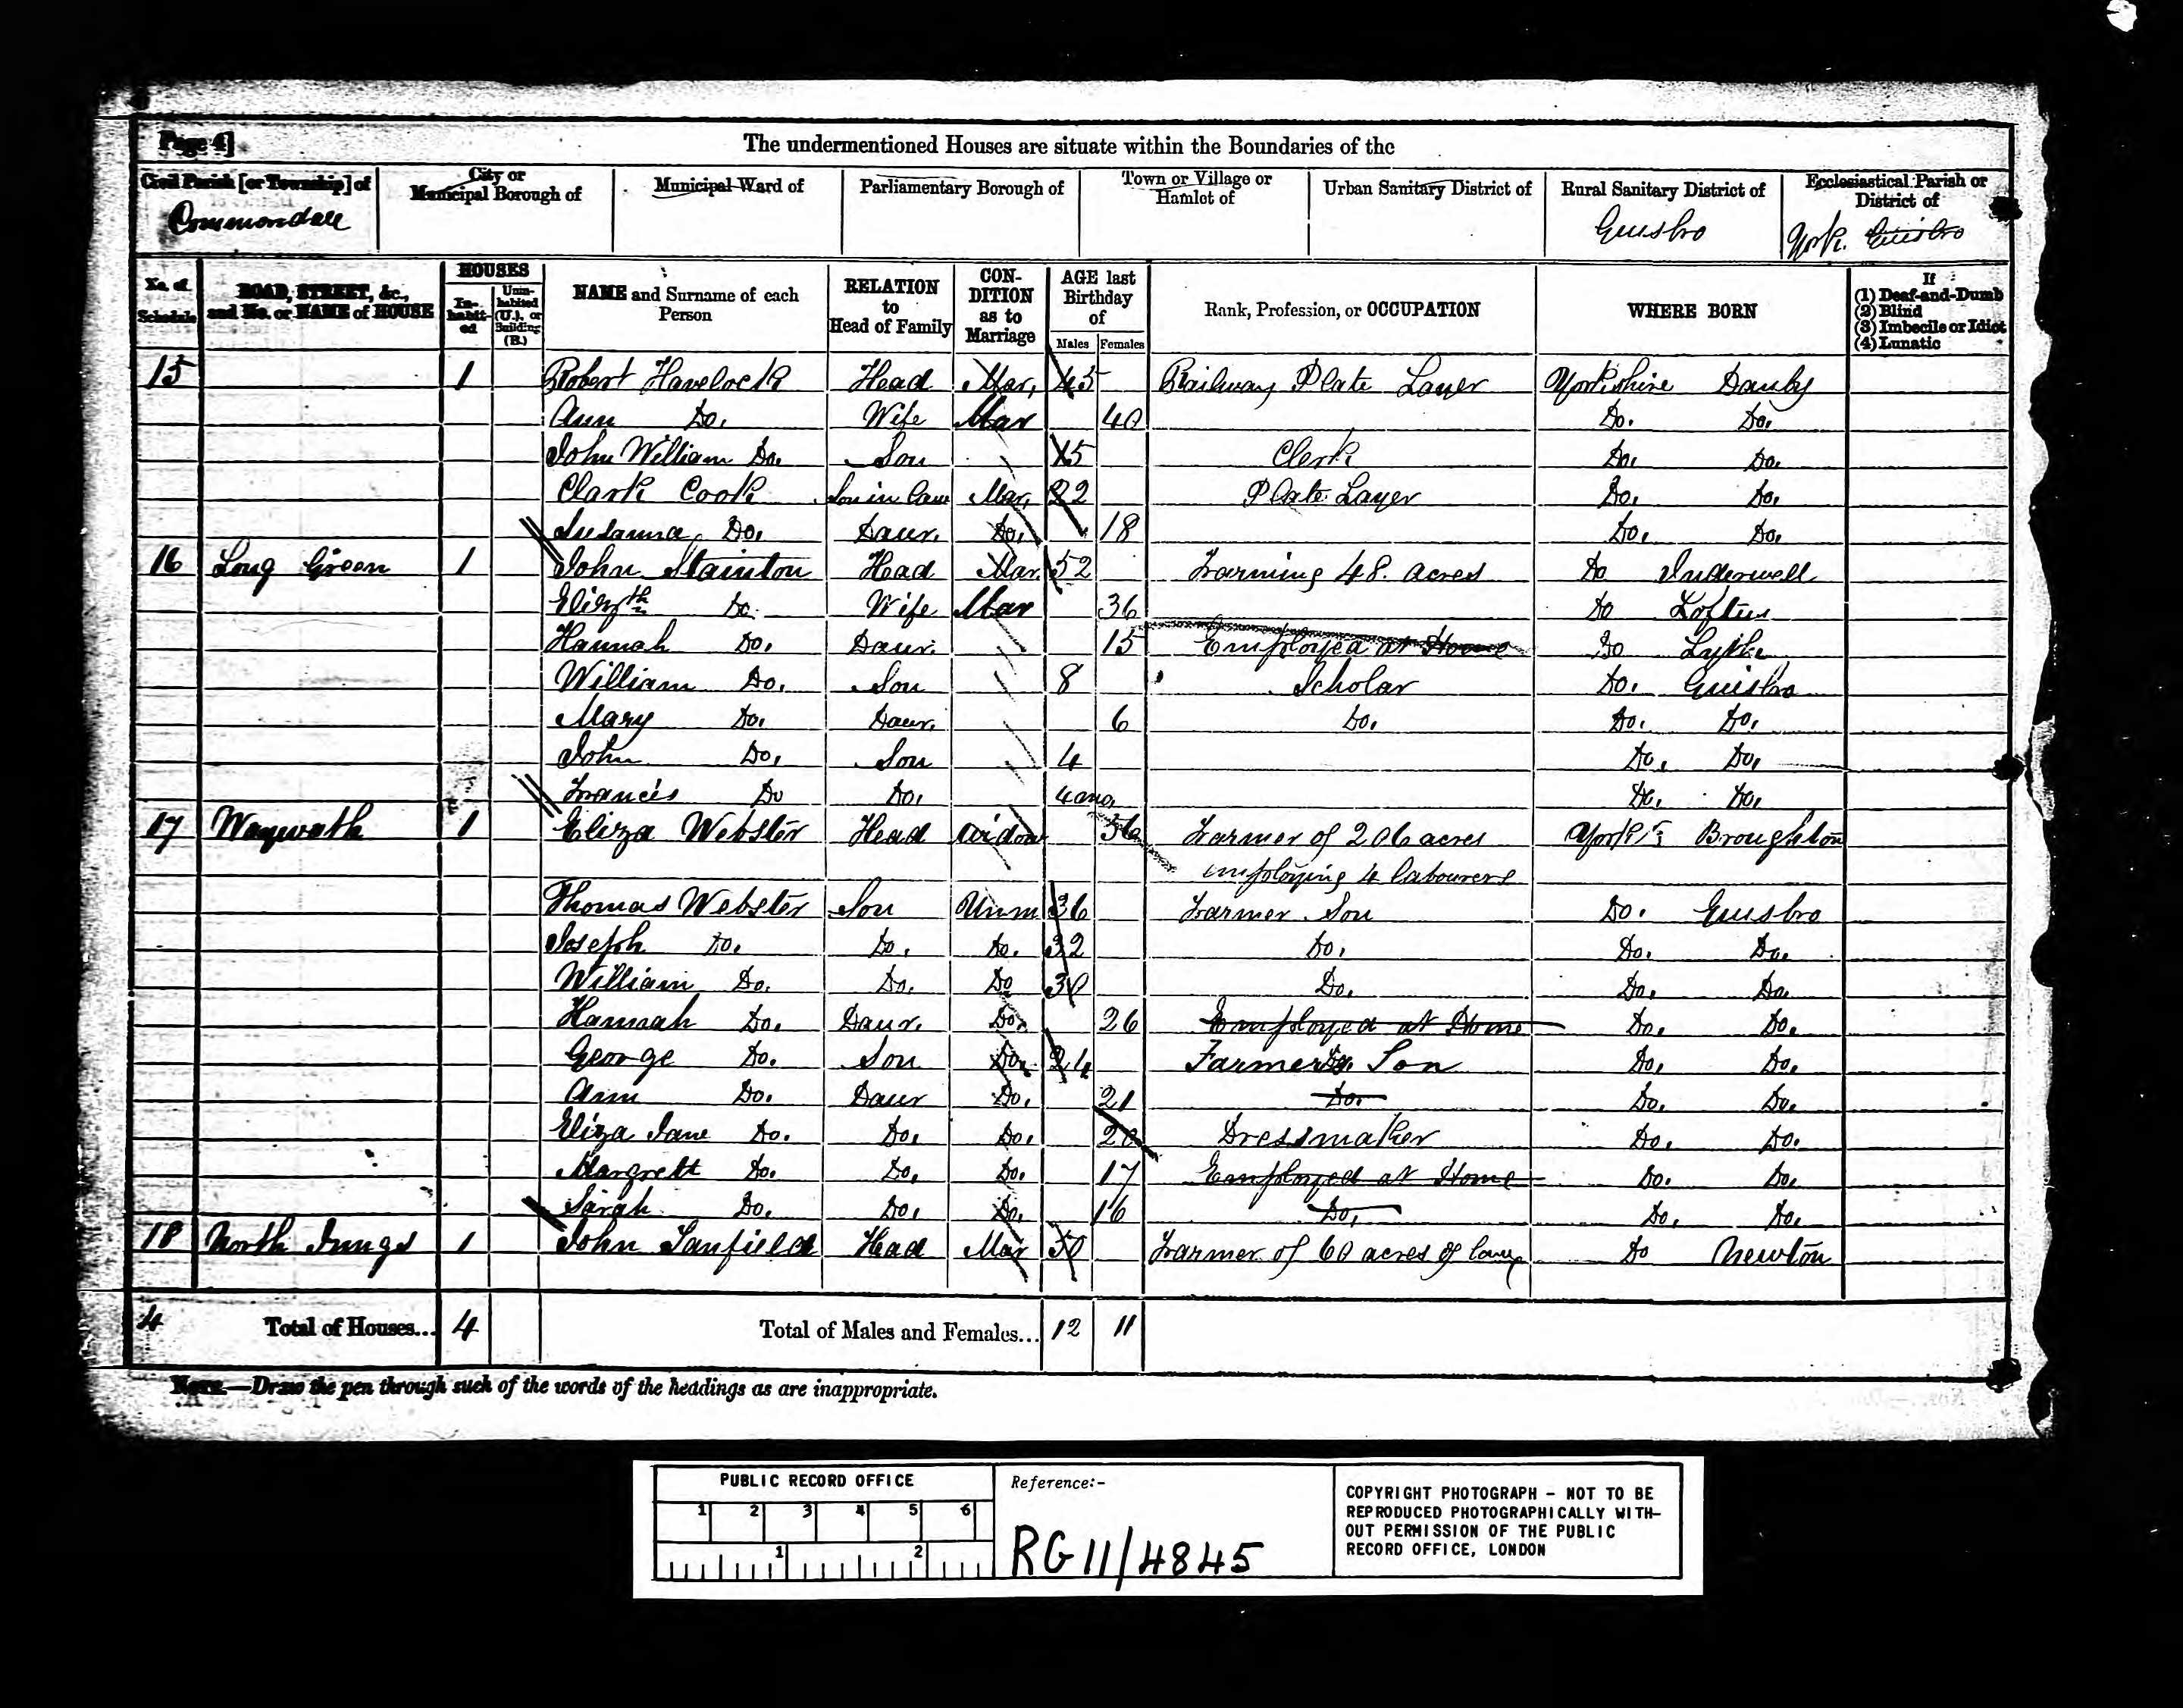 Page 4]
The undermentioned Houses are situate within the Boundaries of the
Civil Parish [or Township] of
City or Municipal Borough of
Municipal Ward of
Parliamentary Borough of
Town or Village or Hamlet of
Urban Sanitary District of
Rural Sanitary District of
Ecclesiastical Parish or District of
Commondale
Guisbro
York. Guisbro
No. of Schedule
ROAD, STREET, &c., and No. or NAME of HOUSE
HOUSES
In-habit-ed
Unin-habited (U.), or Building (B.)
NAME and Surname of each Person
RELATION to Head of Family
CON-DITION as to Marriage
AGE last Birthday of
Males
Females
Rank, Profession, or OCCUPATION
WHERE BORN
If
(1) Deaf-and-Dumb
(2) Blind
(3) Imbecile or Idiot
(4) Lunatic
15 1 Robert Havelock Head Mar. 45 Railway Plate Layer Yorkshire Danby
Ann Do. Wife Mar 40 Do. Do.
John William Do. Son 15 Clerk Do. Do.
Clark Cook Son in Law Mar. 22 Plate Layer Do. Do.
Susanna Do. Daur. Do. 18 Do. Do.
16 Long Green 1 John Stainton Head Mar. 52 Farming 48 acres Do Inderwell
Elizth Do. Wife Mar 36 Do Loftus
Hannah Do. Daur. 15 Employed at Home Do Lythe
William Do. Son 8 Scholar Do. Guisbro
Mary Do. Daur. 6 Do. Do. Do.
John Do. Son 4 Do. Do.
Francis Do Do. 4 mo. Do. Do.
17 Wayworth 1 Eliza Webster Head Widow 56 Farmer of 206 acres Yorks Broughton
employing 4 labourers
Thomas Webster Son Unm 36 Farmer Son Do. Guisbro
Joseph Do. Do. Do. 32 Do. Do. Do.
William Do. Do. Do 30 Do. Do. Do.
Hannah Do. Daur. Do. 26 Employed at Home Do. Do.
George Do. Son Do. 24 Farmers Son Do. Do.
Ann Do. Daur Do. 21 Do. Do. Do.
Eliza Jane Do. Do. Do. 20 Dressmaker Do. Do.
Margrett Do. Do. Do. 17 Employed at Home Do. Do.
Sarah Do. Do. Do. 16 Do. Do. Do.
18 North Inngs 1 John Tanfield Head Mar 50 Farmer of 60 acres of Do Newton
4 Total of Houses... 4 Total of Males and Females... 12 11
NOTE.—Draw the pen through such of the words of the headings as are inappropriate.
PUBLIC RECORD OFFICE
1 2 3 4 5 6
1 2
Reference:-
RG 11/4845
COPYRIGHT PHOTOGRAPH - NOT TO BE
REPRODUCED PHOTOGRAPHICALLY WITH-
OUT PERMISSION OF THE PUBLIC
RECORD OFFICE, LONDON